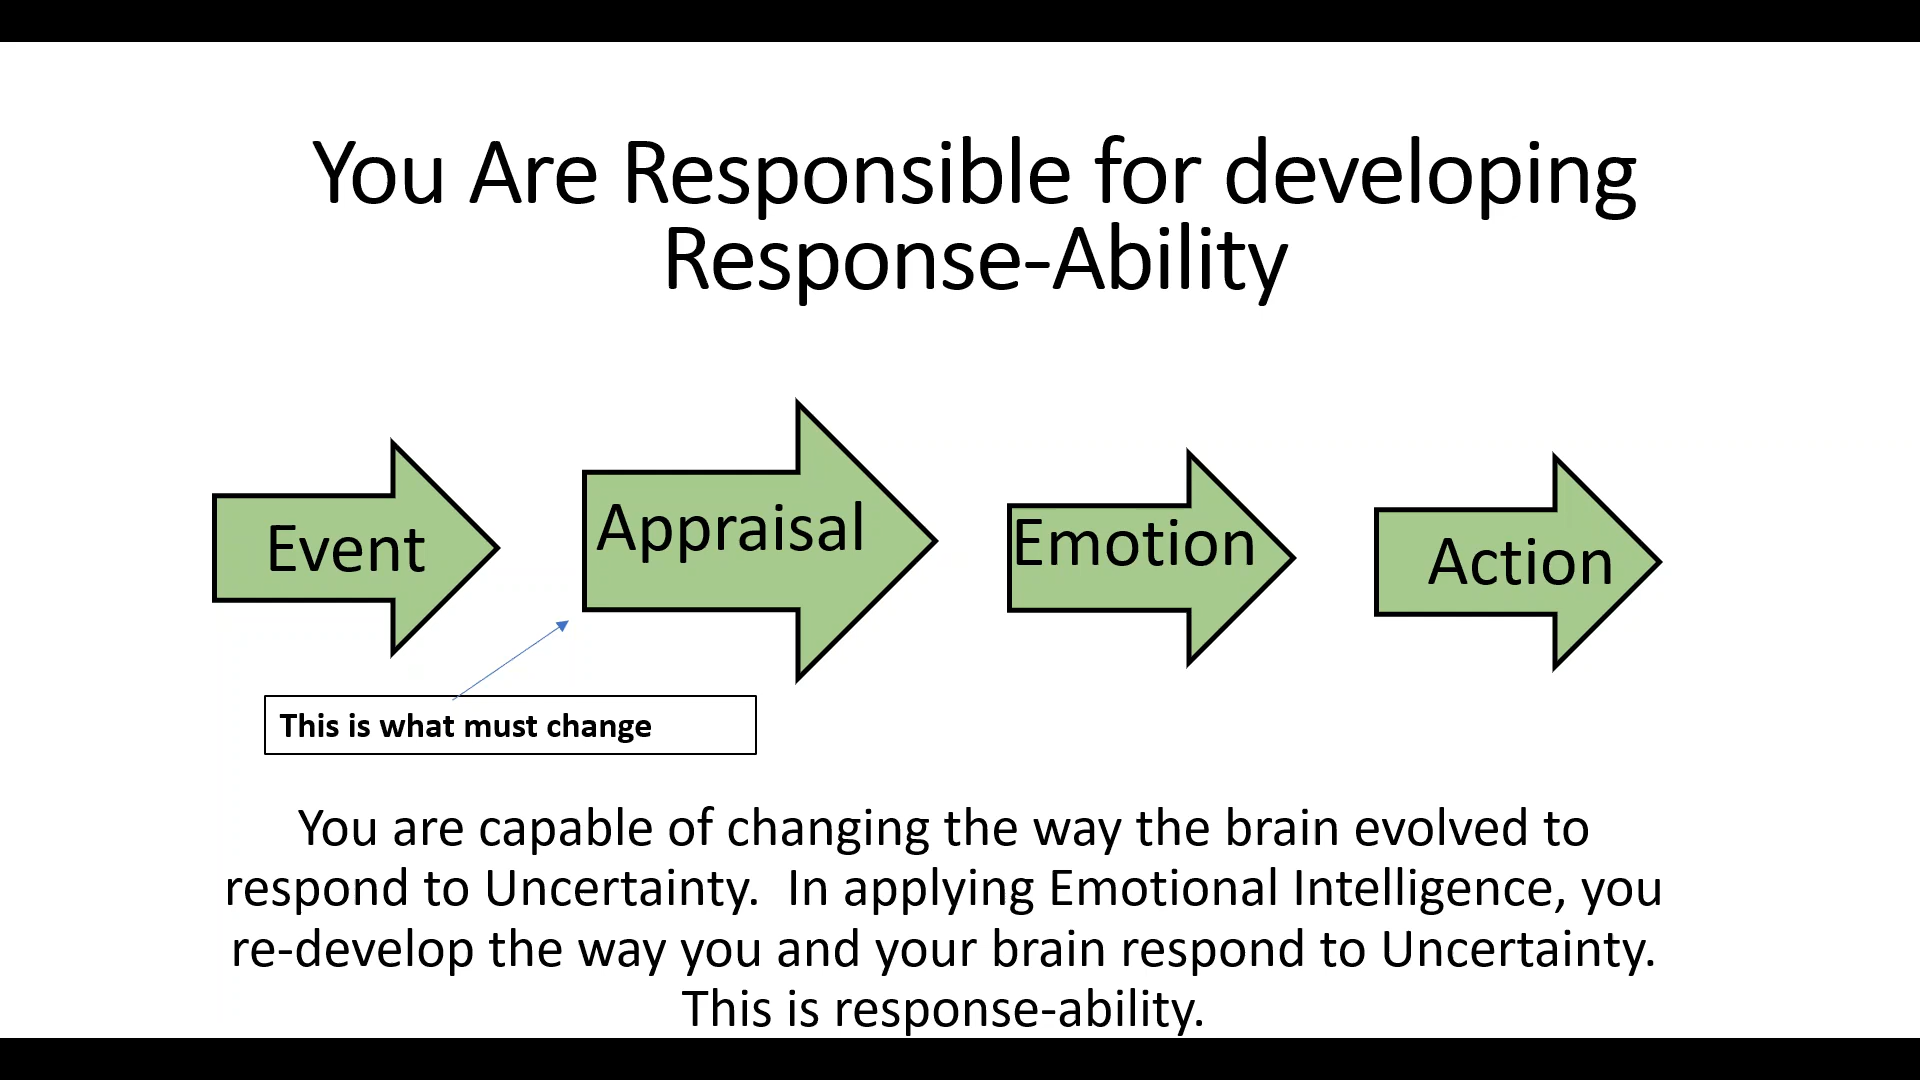 You Are Responsible for developing
Response-Ability
Event
Appraisal
Emotion
Action
This is what must change
You are capable of changing the way the brain evolved to
respond to Uncertainty.  In applying Emotional Intelligence, you
re-develop the way you and your brain respond to Uncertainty.
This is response-ability.